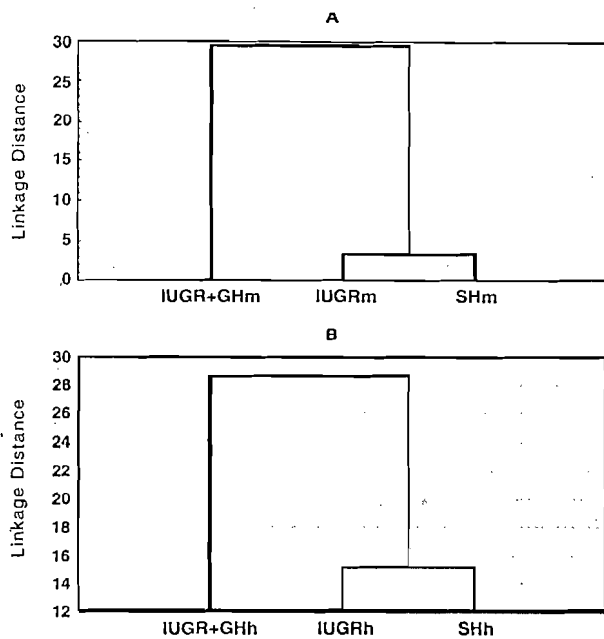 A
Linkage Distance
30
25
20
15
10
5
0
IUGR+GHm IUGRm SHm
B
Linkage Distance
30
28
26
24
22
20
18
16
14
12
IUGR+GHh IUGRh SHh